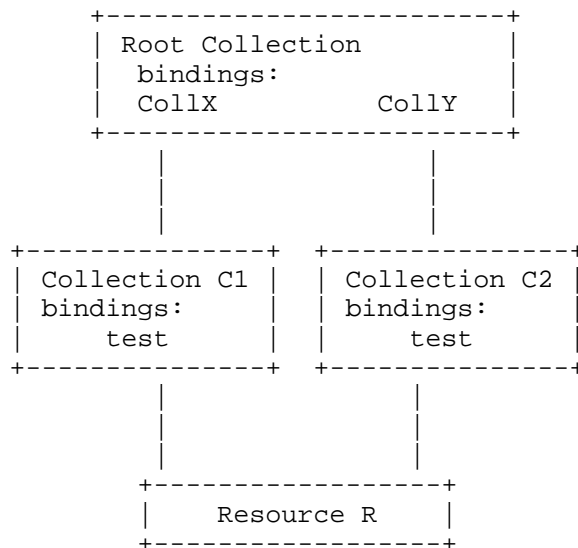 Root Collection
bindings:
CollX CollY
Collection C1 Collection C2
bindings: bindings:
test test
Resource R